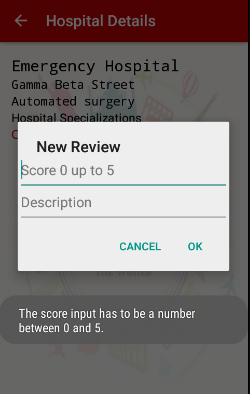 Hospital Details
Emergency Hospital
Gamma Beta Street
Automated surgery
Hospital Specializations
New Review
Score 0 up to 5
Description
CANCEL
OK
The score input has to be a number
between 0 and 5.